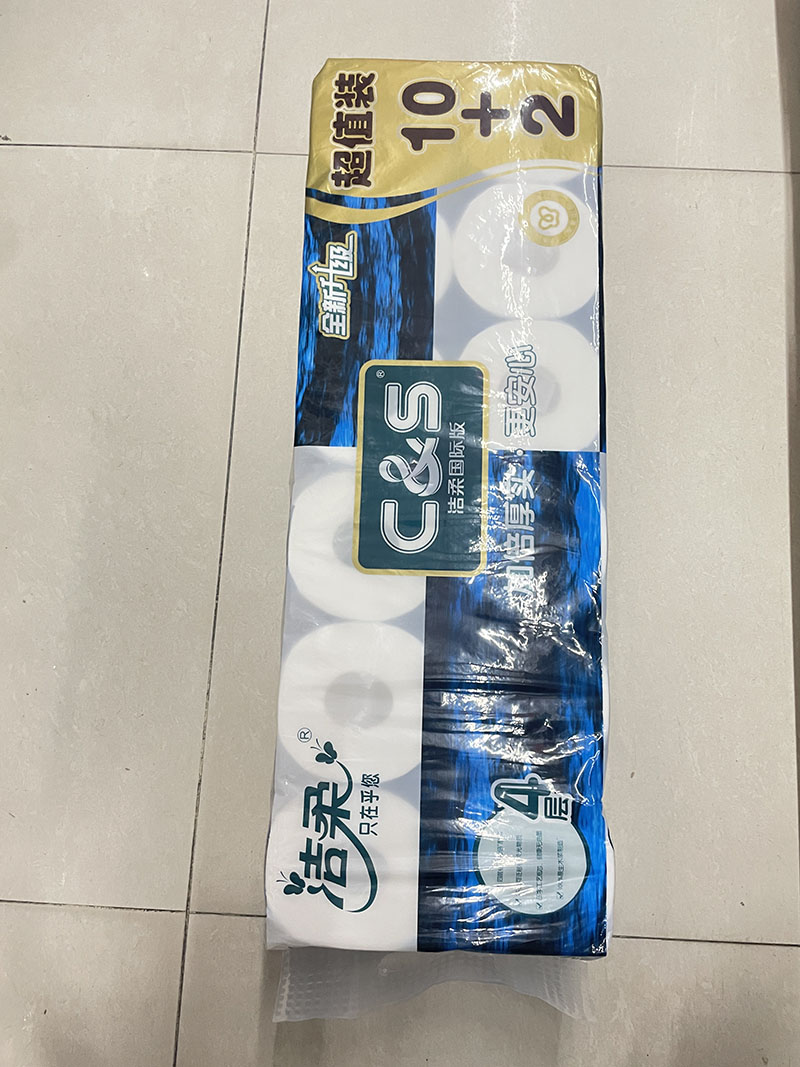 洁柔®
只在乎您
C&S®
洁柔国际版
加倍厚实·更安心
4层
全新升级
超值装
10+2